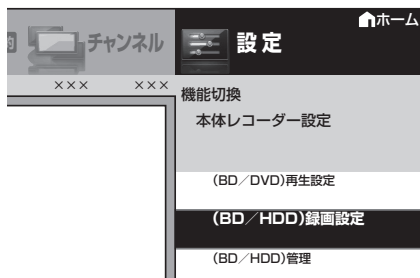 ホーム
チャンネル 設定
××× ×××
機能切換
本体レコーダー設定
(BD/DVD)再生設定
(BD/HDD)録画設定
(BD/HDD)管理